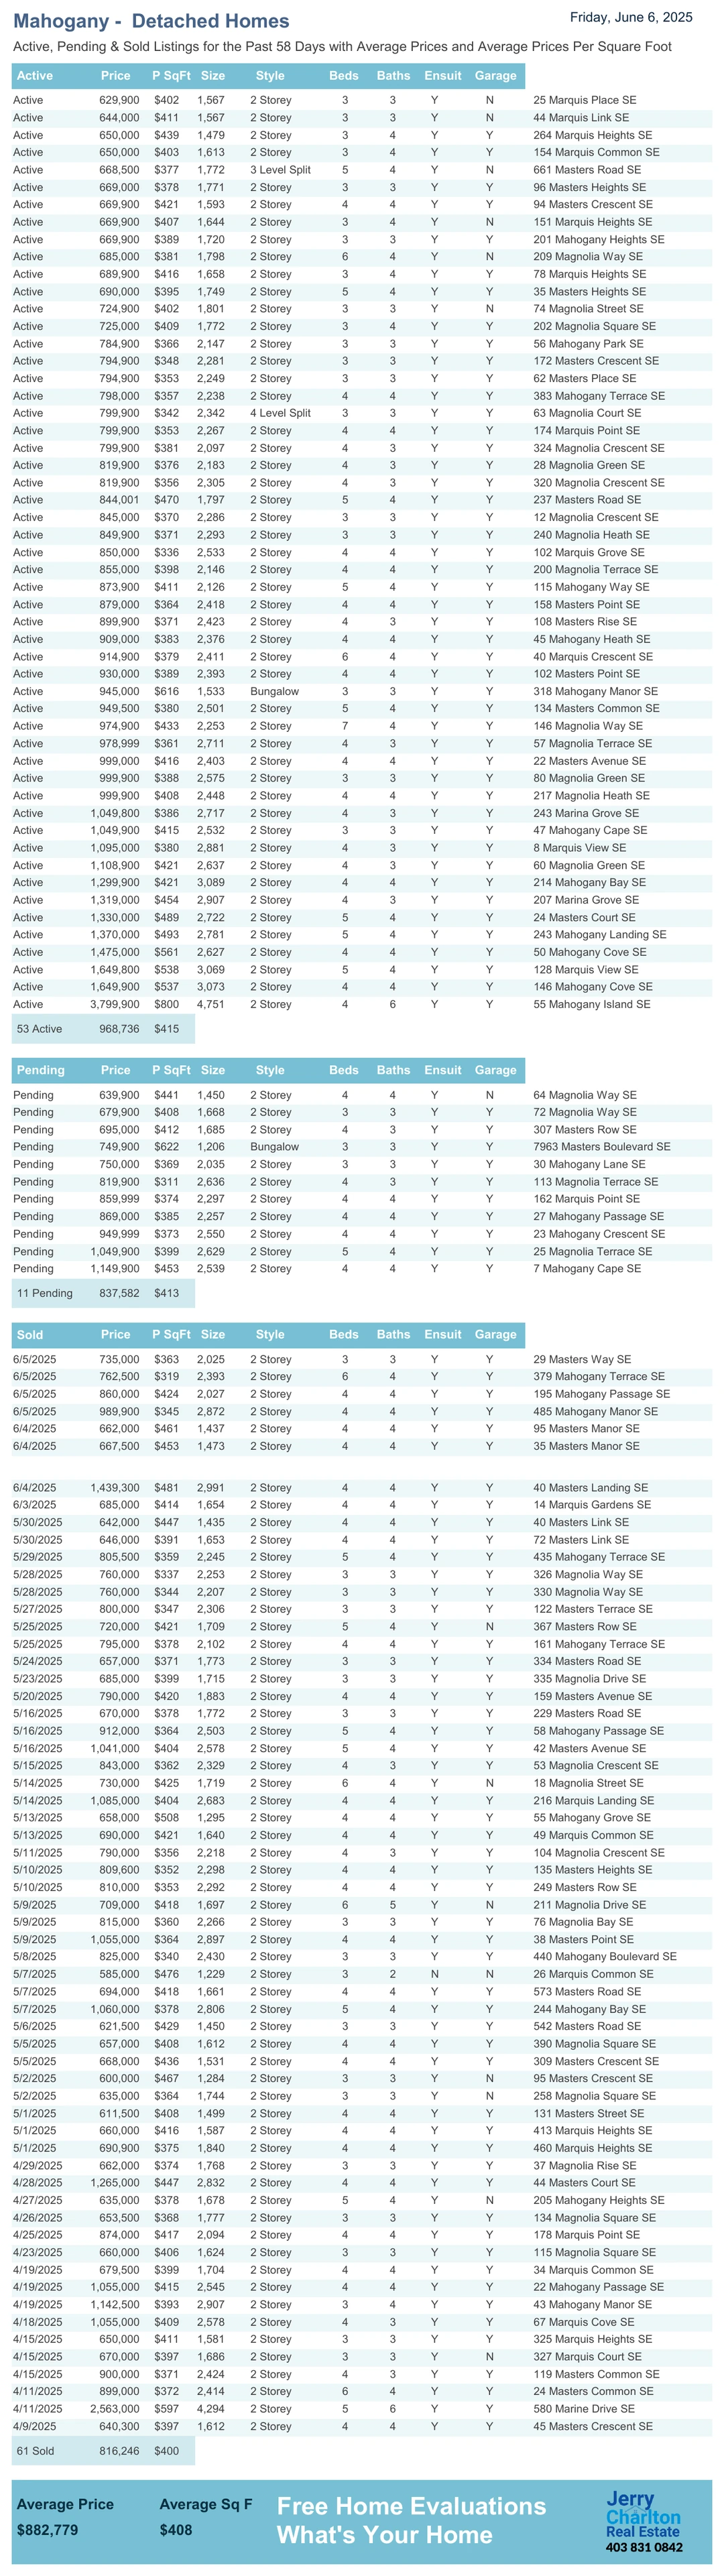 Mahogany - Detached Homes
Friday, June 6, 2025
Active, Pending & Sold Listings for the Past 58 Days with Average Prices and Average Prices Per Square Foot
Active Price P SqFt Size Style Beds Baths Ensuit Garage
Active 629,900 $402 1,567 2 Storey 3 3 Y N 25 Marquis Place SE
Active 644,000 $411 1,567 2 Storey 3 3 Y N 44 Marquis Link SE
Active 650,000 $439 1,479 2 Storey 3 4 Y Y 264 Marquis Heights SE
Active 650,000 $403 1,613 2 Storey 3 4 Y Y 154 Marquis Common SE
Active 668,500 $377 1,772 3 Level Split 5 4 Y N 661 Masters Road SE
Active 669,000 $378 1,771 2 Storey 3 3 Y Y 96 Masters Heights SE
Active 669,900 $421 1,593 2 Storey 4 4 Y Y 94 Masters Crescent SE
Active 669,900 $407 1,644 2 Storey 3 4 Y N 151 Marquis Heights SE
Active 669,900 $389 1,720 2 Storey 3 3 Y Y 201 Mahogany Heights SE
Active 685,000 $381 1,798 2 Storey 6 4 Y N 209 Magnolia Way SE
Active 689,900 $416 1,658 2 Storey 3 4 Y Y 78 Marquis Heights SE
Active 690,000 $395 1,749 2 Storey 5 4 Y Y 35 Masters Heights SE
Active 724,900 $402 1,801 2 Storey 3 3 Y N 74 Magnolia Street SE
Active 725,000 $409 1,772 2 Storey 3 4 Y Y 202 Magnolia Square SE
Active 784,900 $366 2,147 2 Storey 3 3 Y Y 56 Mahogany Park SE
Active 794,900 $348 2,281 2 Storey 3 3 Y Y 172 Masters Crescent SE
Active 794,900 $353 2,249 2 Storey 3 3 Y Y 62 Masters Place SE
Active 798,000 $357 2,238 2 Storey 4 4 Y Y 383 Mahogany Terrace SE
Active 799,900 $342 2,342 4 Level Split 3 3 Y Y 63 Magnolia Court SE
Active 799,900 $353 2,267 2 Storey 4 4 Y Y 174 Marquis Point SE
Active 799,900 $381 2,097 2 Storey 4 3 Y Y 324 Magnolia Crescent SE
Active 819,900 $376 2,183 2 Storey 4 3 Y Y 28 Magnolia Green SE
Active 819,900 $356 2,305 2 Storey 4 3 Y Y 320 Magnolia Crescent SE
Active 844,001 $470 1,797 2 Storey 5 4 Y Y 237 Masters Road SE
Active 845,000 $370 2,286 2 Storey 3 3 Y Y 12 Magnolia Crescent SE
Active 849,900 $371 2,293 2 Storey 3 3 Y Y 240 Magnolia Heath SE
Active 850,000 $336 2,533 2 Storey 4 4 Y Y 102 Marquis Grove SE
Active 855,000 $398 2,146 2 Storey 4 4 Y Y 200 Magnolia Terrace SE
Active 873,900 $411 2,126 2 Storey 5 4 Y Y 115 Mahogany Way SE
Active 879,000 $364 2,418 2 Storey 4 4 Y Y 158 Masters Point SE
Active 899,900 $371 2,423 2 Storey 4 3 Y Y 108 Masters Rise SE
Active 909,000 $383 2,376 2 Storey 4 4 Y Y 45 Mahogany Heath SE
Active 914,900 $379 2,411 2 Storey 6 4 Y Y 40 Marquis Crescent SE
Active 930,000 $389 2,393 2 Storey 4 4 Y Y 102 Masters Point SE
Active 945,000 $616 1,533 Bungalow 3 3 Y Y 318 Mahogany Manor SE
Active 949,500 $380 2,501 2 Storey 5 4 Y Y 134 Masters Common SE
Active 974,900 $433 2,253 2 Storey 7 4 Y Y 146 Magnolia Way SE
Active 978,999 $361 2,711 2 Storey 4 3 Y Y 57 Magnolia Terrace SE
Active 999,000 $416 2,403 2 Storey 4 4 Y Y 22 Masters Avenue SE
Active 999,900 $388 2,575 2 Storey 3 3 Y Y 80 Magnolia Green SE
Active 999,900 $408 2,448 2 Storey 4 4 Y Y 217 Magnolia Heath SE
Active 1,049,800 $386 2,717 2 Storey 4 3 Y Y 243 Marina Grove SE
Active 1,049,900 $415 2,532 2 Storey 3 3 Y Y 47 Mahogany Cape SE
Active 1,095,000 $380 2,881 2 Storey 4 3 Y Y 8 Marquis View SE
Active 1,108,900 $421 2,637 2 Storey 4 3 Y Y 60 Magnolia Green SE
Active 1,299,900 $421 3,089 2 Storey 4 4 Y Y 214 Mahogany Bay SE
Active 1,319,000 $454 2,907 2 Storey 4 3 Y Y 207 Marina Grove SE
Active 1,330,000 $489 2,722 2 Storey 5 4 Y Y 24 Masters Court SE
Active 1,370,000 $493 2,781 2 Storey 5 4 Y Y 243 Mahogany Landing SE
Active 1,475,000 $561 2,627 2 Storey 4 4 Y Y 50 Mahogany Cove SE
Active 1,649,800 $538 3,069 2 Storey 5 4 Y Y 128 Marquis View SE
Active 1,649,900 $537 3,073 2 Storey 4 4 Y Y 146 Mahogany Cove SE
Active 3,799,900 $800 4,751 2 Storey 4 6 Y Y 55 Mahogany Island SE
53 Active 968,736 $415
Pending Price P SqFt Size Style Beds Baths Ensuit Garage
Pending 639,900 $441 1,450 2 Storey 4 4 Y N 64 Magnolia Way SE
Pending 679,900 $408 1,668 2 Storey 3 3 Y Y 72 Magnolia Way SE
Pending 695,000 $412 1,685 2 Storey 4 3 Y Y 307 Masters Row SE
Pending 749,900 $622 1,206 Bungalow 3 3 Y Y 7963 Masters Boulevard SE
Pending 750,000 $369 2,035 2 Storey 3 3 Y Y 30 Mahogany Lane SE
Pending 819,900 $311 2,636 2 Storey 4 3 Y Y 113 Magnolia Terrace SE
Pending 859,999 $374 2,297 2 Storey 4 4 Y Y 162 Marquis Point SE
Pending 869,000 $385 2,257 2 Storey 4 4 Y Y 27 Mahogany Passage SE
Pending 949,999 $373 2,550 2 Storey 4 4 Y Y 23 Mahogany Crescent SE
Pending 1,049,900 $399 2,629 2 Storey 5 4 Y Y 25 Magnolia Terrace SE
Pending 1,149,900 $453 2,539 2 Storey 4 4 Y Y 7 Mahogany Cape SE
11 Pending 837,582 $413
Sold Price P SqFt Size Style Beds Baths Ensuit Garage
6/5/2025 735,000 $363 2,025 2 Storey 3 3 Y Y 29 Masters Way SE
6/5/2025 762,500 $319 2,393 2 Storey 6 4 Y Y 379 Mahogany Terrace SE
6/5/2025 860,000 $424 2,027 2 Storey 4 4 Y Y 195 Mahogany Passage SE
6/5/2025 989,900 $345 2,872 2 Storey 4 4 Y Y 485 Mahogany Manor SE
6/4/2025 662,000 $461 1,437 2 Storey 4 4 Y Y 95 Masters Manor SE
6/4/2025 667,500 $453 1,473 2 Storey 4 4 Y Y 35 Masters Manor SE
6/4/2025 1,439,300 $481 2,991 2 Storey 4 4 Y Y 40 Masters Landing SE
6/3/2025 685,000 $414 1,654 2 Storey 4 4 Y Y 14 Marquis Gardens SE
5/30/2025 642,000 $447 1,435 2 Storey 4 4 Y Y 40 Masters Link SE
5/30/2025 646,000 $391 1,653 2 Storey 4 4 Y Y 72 Masters Link SE
5/29/2025 805,500 $359 2,245 2 Storey 5 4 Y Y 435 Mahogany Terrace SE
5/28/2025 760,000 $337 2,253 2 Storey 3 3 Y Y 326 Magnolia Way SE
5/28/2025 760,000 $344 2,207 2 Storey 3 3 Y Y 330 Magnolia Way SE
5/27/2025 800,000 $347 2,306 2 Storey 3 3 Y Y 122 Masters Terrace SE
5/25/2025 720,000 $421 1,709 2 Storey 5 4 Y N 367 Masters Row SE
5/25/2025 795,000 $378 2,102 2 Storey 4 4 Y Y 161 Mahogany Terrace SE
5/24/2025 657,000 $371 1,773 2 Storey 3 3 Y Y 334 Masters Road SE
5/23/2025 685,000 $399 1,715 2 Storey 3 3 Y Y 335 Magnolia Drive SE
5/20/2025 790,000 $420 1,883 2 Storey 4 4 Y Y 159 Masters Avenue SE
5/16/2025 670,000 $378 1,772 2 Storey 3 3 Y Y 229 Masters Road SE
5/16/2025 912,000 $364 2,503 2 Storey 5 4 Y Y 58 Mahogany Passage SE
5/16/2025 1,041,000 $404 2,578 2 Storey 5 4 Y Y 42 Masters Avenue SE
5/15/2025 843,000 $362 2,329 2 Storey 4 3 Y Y 53 Magnolia Crescent SE
5/14/2025 730,000 $425 1,719 2 Storey 6 4 Y N 18 Magnolia Street SE
5/14/2025 1,085,000 $404 2,683 2 Storey 4 4 Y Y 216 Marquis Landing SE
5/13/2025 658,000 $508 1,295 2 Storey 4 4 Y Y 55 Mahogany Grove SE
5/13/2025 690,000 $421 1,640 2 Storey 4 4 Y Y 49 Marquis Common SE
5/11/2025 790,000 $356 2,218 2 Storey 4 3 Y Y 104 Magnolia Crescent SE
5/10/2025 809,600 $352 2,298 2 Storey 4 4 Y Y 135 Masters Heights SE
5/10/2025 810,000 $353 2,292 2 Storey 4 4 Y Y 249 Masters Row SE
5/9/2025 709,000 $418 1,697 2 Storey 6 5 Y N 211 Magnolia Drive SE
5/9/2025 815,000 $360 2,266 2 Storey 3 3 Y Y 76 Magnolia Bay SE
5/9/2025 1,055,000 $364 2,897 2 Storey 4 4 Y Y 38 Masters Point SE
5/8/2025 825,000 $340 2,430 2 Storey 3 3 Y Y 440 Mahogany Boulevard SE
5/7/2025 585,000 $476 1,229 2 Storey 3 2 N N 26 Marquis Common SE
5/7/2025 694,000 $418 1,661 2 Storey 4 4 Y Y 573 Masters Road SE
5/7/2025 1,060,000 $378 2,806 2 Storey 5 4 Y Y 244 Mahogany Bay SE
5/6/2025 621,500 $429 1,450 2 Storey 3 3 Y Y 542 Masters Road SE
5/5/2025 657,000 $408 1,612 2 Storey 4 4 Y Y 390 Magnolia Square SE
5/5/2025 668,000 $436 1,531 2 Storey 4 4 Y Y 309 Masters Crescent SE
5/2/2025 600,000 $467 1,284 2 Storey 3 3 Y N 95 Masters Crescent SE
5/2/2025 635,000 $364 1,744 2 Storey 3 3 Y N 258 Magnolia Square SE
5/1/2025 611,500 $408 1,499 2 Storey 4 4 Y Y 131 Masters Street SE
5/1/2025 660,000 $416 1,587 2 Storey 4 4 Y Y 413 Marquis Heights SE
5/1/2025 690,900 $375 1,840 2 Storey 4 4 Y Y 460 Marquis Heights SE
4/29/2025 662,000 $374 1,768 2 Storey 3 3 Y Y 37 Magnolia Rise SE
4/28/2025 1,265,000 $447 2,832 2 Storey 4 4 Y Y 44 Masters Court SE
4/27/2025 635,000 $378 1,678 2 Storey 5 4 Y N 205 Mahogany Heights SE
4/26/2025 653,500 $368 1,777 2 Storey 3 3 Y Y 134 Magnolia Square SE
4/25/2025 874,000 $417 2,094 2 Storey 4 4 Y Y 178 Marquis Point SE
4/23/2025 660,000 $406 1,624 2 Storey 3 3 Y Y 115 Magnolia Square SE
4/19/2025 679,500 $399 1,704 2 Storey 4 4 Y Y 34 Marquis Common SE
4/19/2025 1,055,000 $415 2,545 2 Storey 4 4 Y Y 22 Mahogany Passage SE
4/19/2025 1,142,500 $393 2,907 2 Storey 3 4 Y Y 43 Mahogany Manor SE
4/18/2025 1,055,000 $409 2,578 2 Storey 4 3 Y Y 67 Marquis Cove SE
4/15/2025 650,000 $411 1,581 2 Storey 3 3 Y Y 325 Marquis Heights SE
4/15/2025 670,000 $397 1,686 2 Storey 3 3 Y N 327 Marquis Court SE
4/15/2025 900,000 $371 2,424 2 Storey 4 3 Y Y 119 Masters Common SE
4/11/2025 899,000 $372 2,414 2 Storey 6 4 Y Y 24 Masters Common SE
4/11/2025 2,563,000 $597 4,294 2 Storey 5 6 Y Y 580 Marine Drive SE
4/9/2025 640,300 $397 1,612 2 Storey 4 4 Y Y 45 Masters Crescent SE
61 Sold 816,246 $400
Average Price Average Sq F
$882,779 $408
Free Home Evaluations
What's Your Home
Jerry
Charlton
Real Estate
403 831 0842